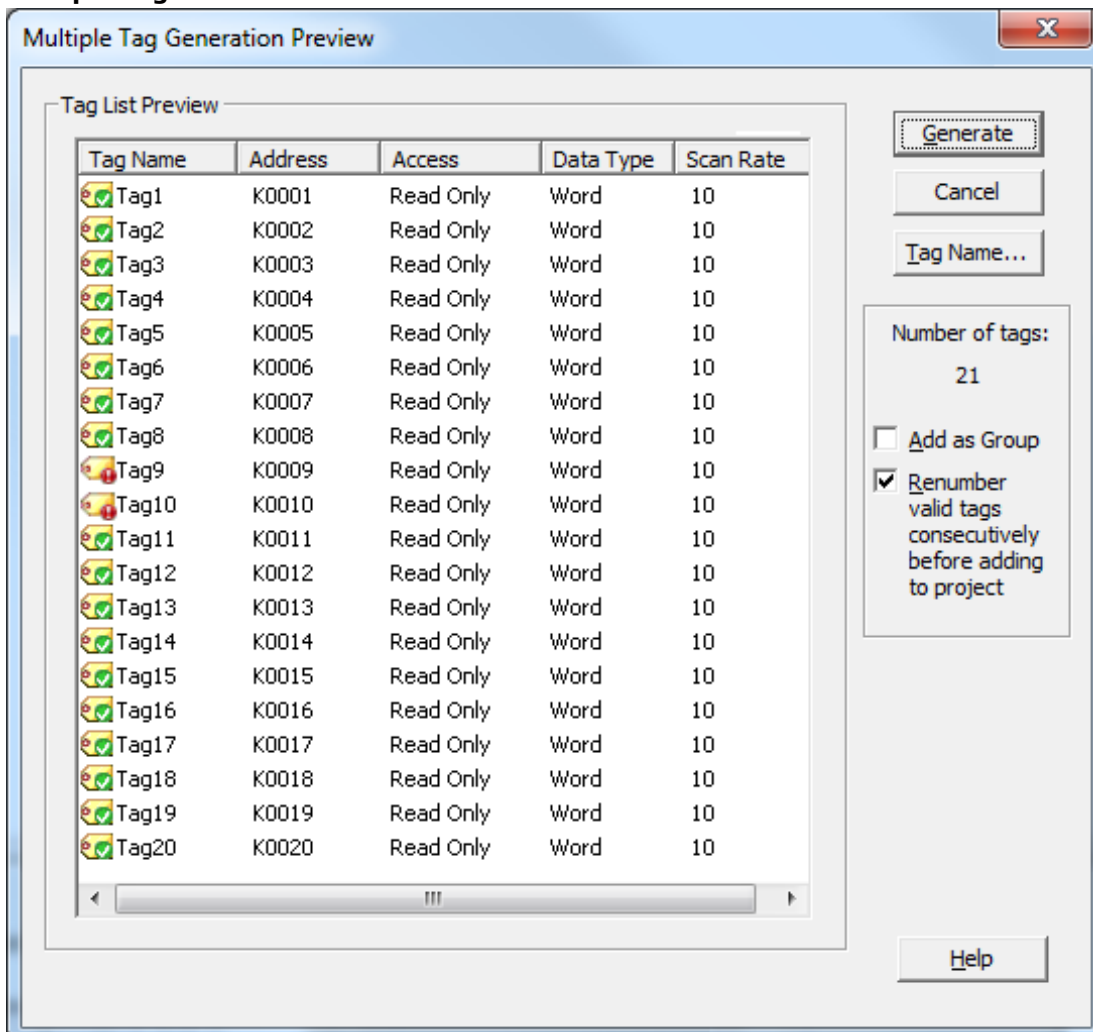 Multiple Tag Generation Preview
Tag List Preview
Tag Name Address Access Data Type Scan Rate
Tag1 K0001 Read Only Word 10
Tag2 K0002 Read Only Word 10
Tag3 K0003 Read Only Word 10
Tag4 K0004 Read Only Word 10
Tag5 K0005 Read Only Word 10
Tag6 K0006 Read Only Word 10
Tag7 K0007 Read Only Word 10
Tag8 K0008 Read Only Word 10
Tag9 K0009 Read Only Word 10
Tag10 K0010 Read Only Word 10
Tag11 K0011 Read Only Word 10
Tag12 K0012 Read Only Word 10
Tag13 K0013 Read Only Word 10
Tag14 K0014 Read Only Word 10
Tag15 K0015 Read Only Word 10
Tag16 K0016 Read Only Word 10
Tag17 K0017 Read Only Word 10
Tag18 K0018 Read Only Word 10
Tag19 K0019 Read Only Word 10
Tag20 K0020 Read Only Word 10
Generate
Cancel
Tag Name...
Number of tags:
21
Add as Group
Renumber
valid tags
consecutively
before adding
to project
Help